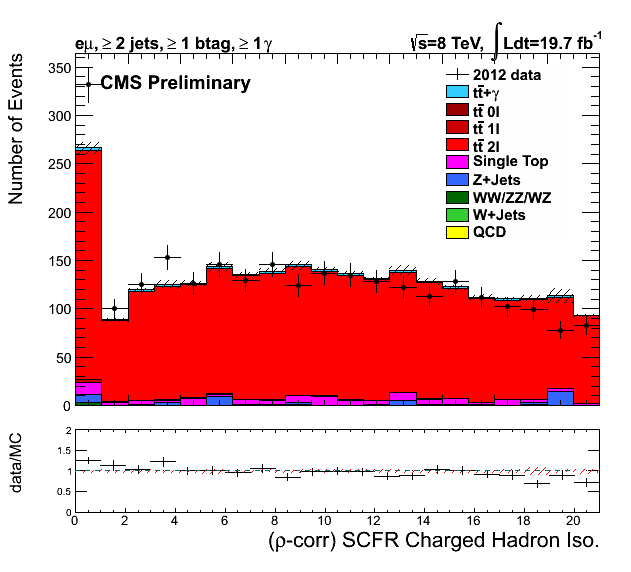 eμ, ≥ 2 jets, ≥ 1 btag, ≥ 1 γ
√s=8 TeV, ∫ Ldt=19.7 fb⁻¹
CMS Preliminary
Number of Events
350
300
250
200
150
100
50
0
2012 data
tt̄+γ
tt̄ 0l
tt̄ 1l
tt̄ 2l
Single Top
Z+Jets
WW/ZZ/WZ
W+Jets
QCD
data/MC
2
1.5
1
0.5
0
0 2 4 6 8 10 12 14 16 18 20
(ρ-corr) SCFR Charged Hadron Iso.